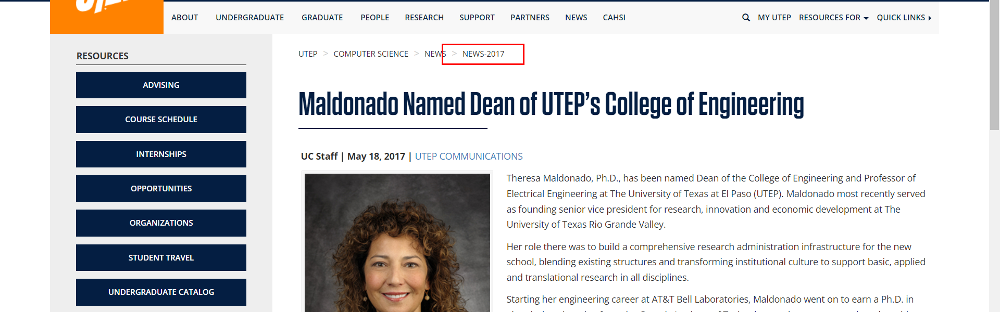 ABOUT UNDERGRADUATE GRADUATE PEOPLE RESEARCH SUPPORT PARTNERS NEWS CAHSI MY UTEP RESOURCES FOR QUICK LINKS
RESOURCES
ADVISING
COURSE SCHEDULE
INTERNSHIPS
OPPORTUNITIES
ORGANIZATIONS
STUDENT TRAVEL
UNDERGRADUATE CATALOG
UTEP > COMPUTER SCIENCE > NEWS > NEWS-2017
Maldonado Named Dean of UTEP’s College of Engineering
UC Staff | May 18, 2017 | UTEP COMMUNICATIONS
Theresa Maldonado, Ph.D., has been named Dean of the College of Engineering and Professor of
Electrical Engineering at The University of Texas at El Paso (UTEP). Maldonado most recently served
as founding senior vice president for research, innovation and economic development at The
University of Texas Rio Grande Valley.
Her role there was to build a comprehensive research administration infrastructure for the new
school, blending existing structures and transforming institutional culture to support basic, applied
and translational research in all disciplines.
Starting her engineering career at AT&T Bell Laboratories, Maldonado went on to earn a Ph.D. in